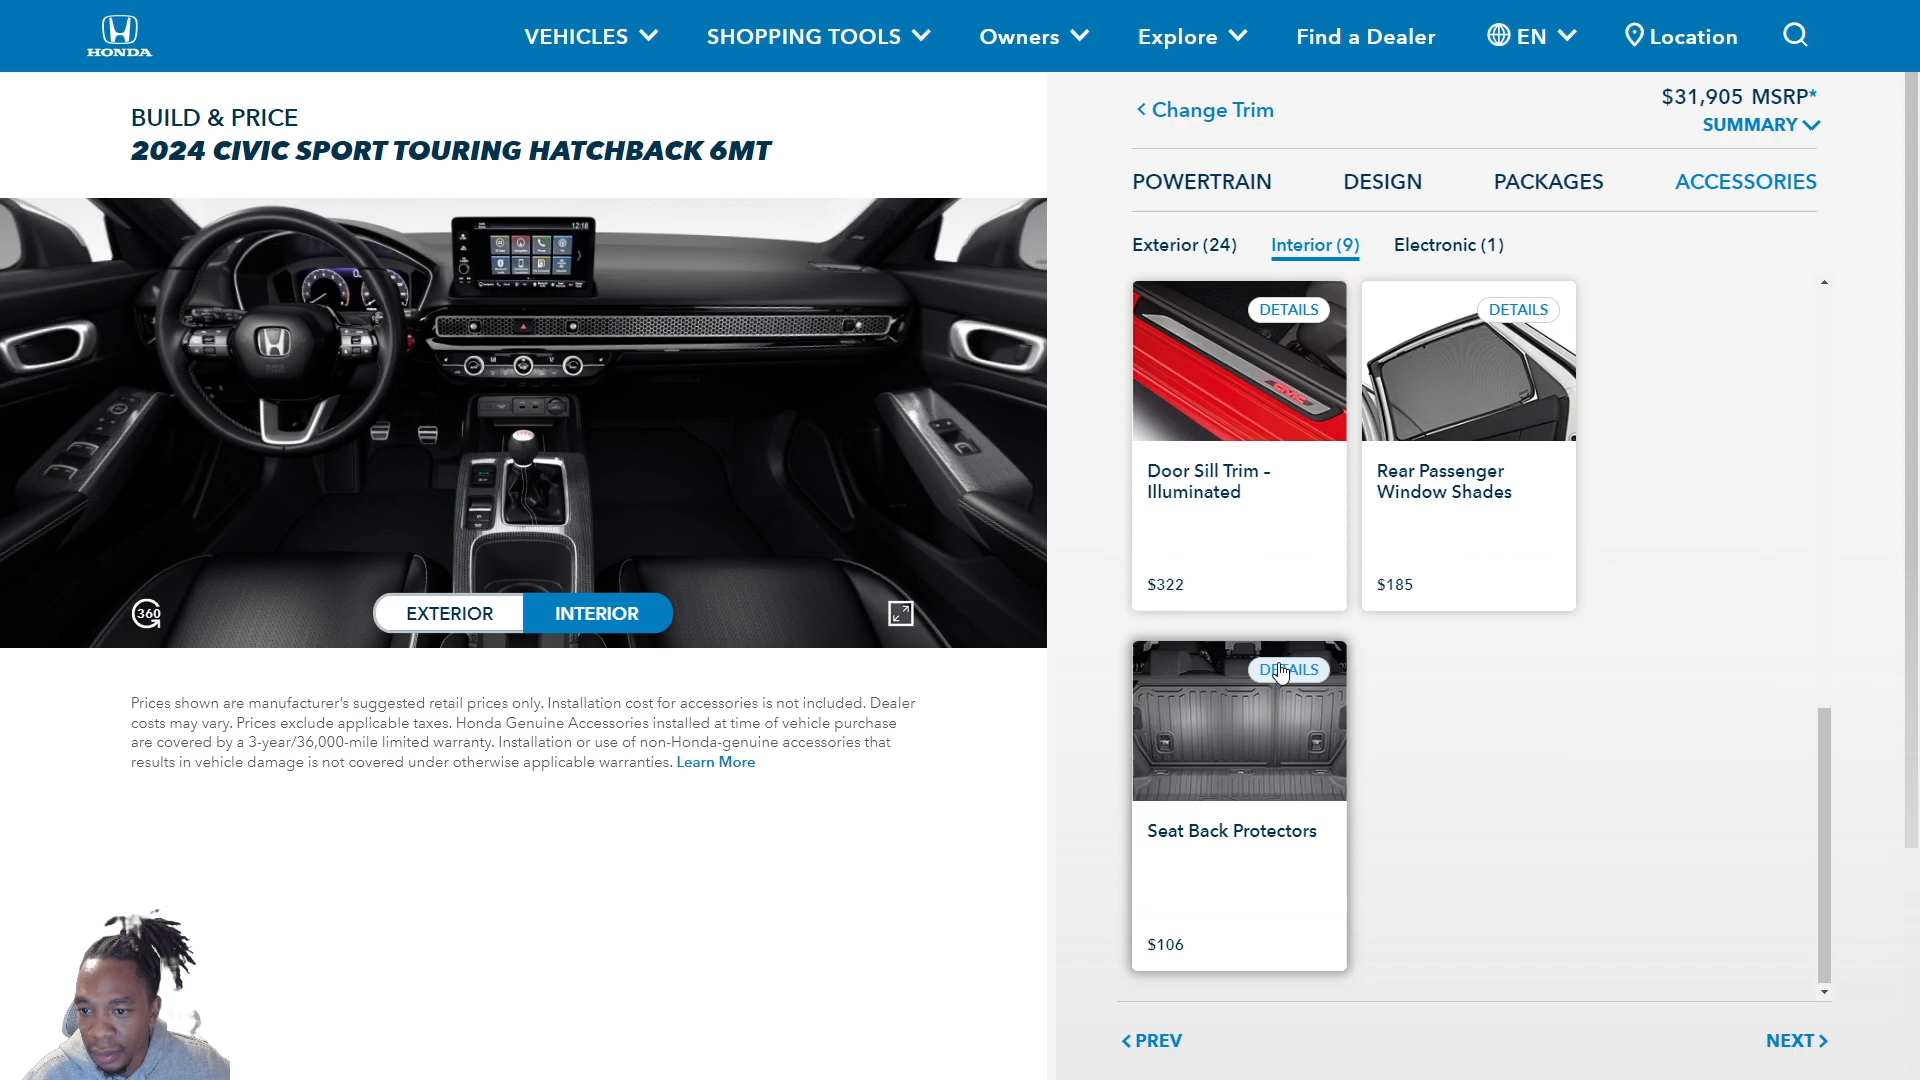 HONDA
VEHICLES
SHOPPING TOOLS
Owners
Explore
Find a Dealer
EN
Location
BUILD & PRICE
2024 CIVIC SPORT TOURING HATCHBACK 6MT
12:18
360
EXTERIOR
INTERIOR
Prices shown are manufacturer's suggested retail prices only. Installation cost for accessories is not included. Dealer
costs may vary. Prices exclude applicable taxes. Honda Genuine Accessories installed at time of vehicle purchase
are covered by a 3-year/36,000-mile limited warranty. Installation or use of non-Honda-genuine accessories that
results in vehicle damage is not covered under otherwise applicable warranties. Learn More
Change Trim
$31,905 MSRP*
SUMMARY
POWERTRAIN
DESIGN
PACKAGES
ACCESSORIES
Exterior (24)
Interior (9)
Electronic (1)
DETAILS
CIVIC
Door Sill Trim –
Illuminated
$322
DETAILS
Rear Passenger
Window Shades
$185
DETAILS
Seat Back Protectors
$106
PREV
NEXT